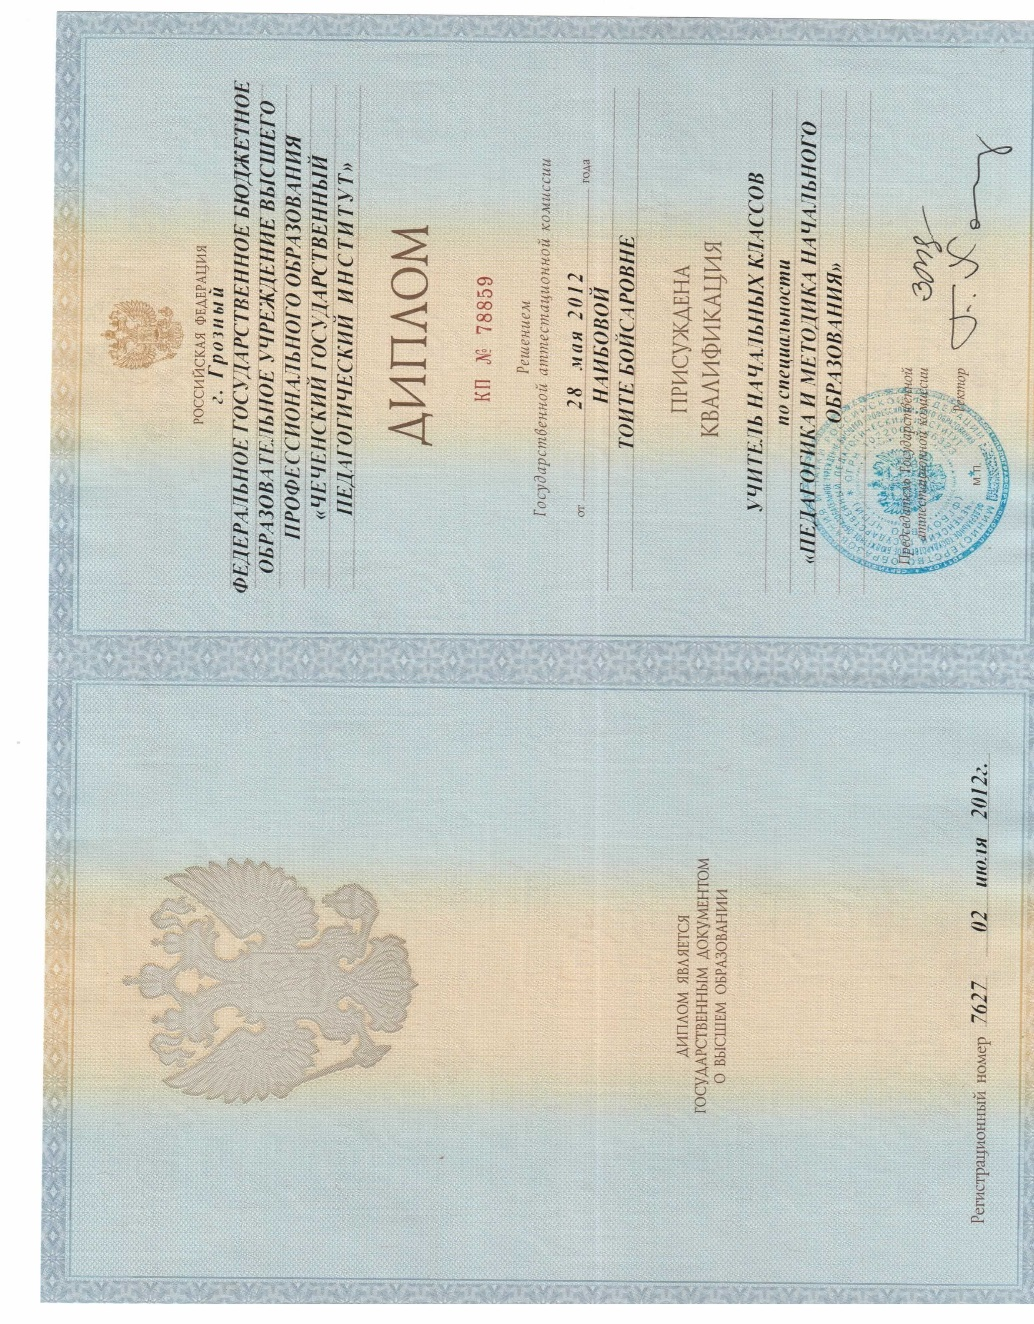 ДИПЛОМ ЯВЛЯЕТСЯ
ГОСУДАРСТВЕННЫМ ДОКУМЕНТОМ
О ВЫСШЕМ ОБРАЗОВАНИИ
Регистрационный номер 7627 02 июля 2012г.
РОССИЙСКАЯ ФЕДЕРАЦИЯ
г. Грозный
ФЕДЕРАЛЬНОЕ ГОСУДАРСТВЕННОЕ БЮДЖЕТНОЕ
ОБРАЗОВАТЕЛЬНОЕ УЧРЕЖДЕНИЕ ВЫСШЕГО
ПРОФЕССИОНАЛЬНОГО ОБРАЗОВАНИЯ
«ЧЕЧЕНСКИЙ ГОСУДАРСТВЕННЫЙ
ПЕДАГОГИЧЕСКИЙ ИНСТИТУТ»
ДИПЛОМ
КП № 78859
Решением
Государственной аттестационной комиссии
от 28 мая 2012 года
НАИБОВОЙ
ТОИТЕ БОЙСАРОВНЕ
ПРИСУЖДЕНА
КВАЛИФИКАЦИЯ
УЧИТЕЛЬ НАЧАЛЬНЫХ КЛАССОВ
по специальности
«ПЕДАГОГИКА И МЕТОДИКА НАЧАЛЬНОГО
ОБРАЗОВАНИЯ»
Председатель Государственной
аттестационной комиссии
Ректор
М.П.